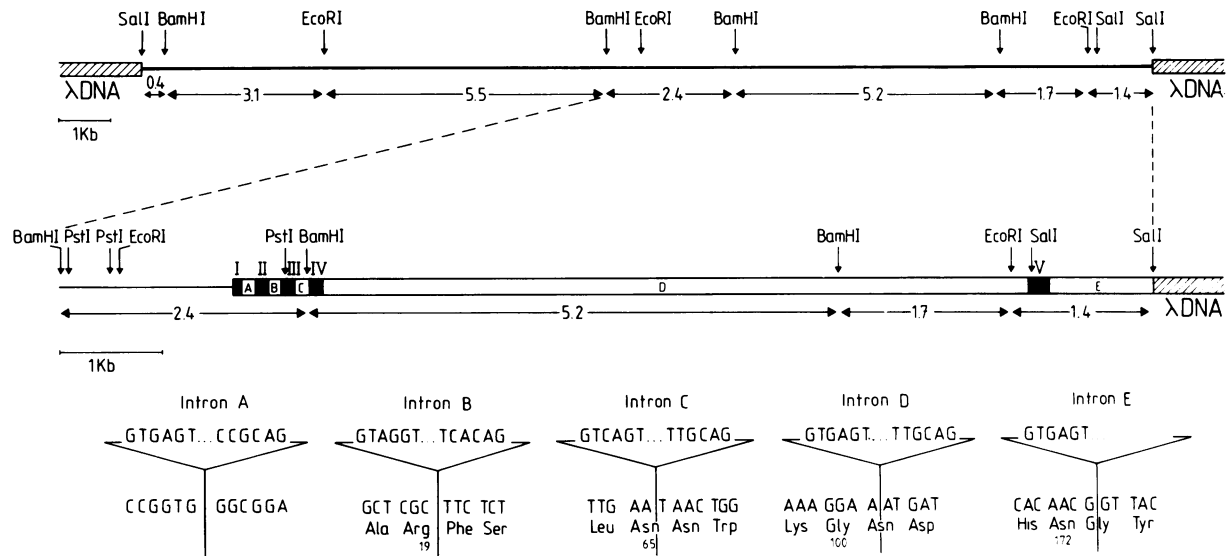 SalI BamHI EcoRI BamHI EcoRI BamHI BamHI EcoRI SalI SalI
λDNA 0.4 3.1 5.5 2.4 5.2 1.7 1.4 λDNA
1Kb
BamHI PstI PstI EcoRI PstI BamHI BamHI EcoRI SalI SalI
I II III IV V
A B C D E
2.4 5.2 1.7 1.4 λDNA
1Kb
Intron A Intron B Intron C Intron D Intron E
GTGAGT...CCGCAG GTAGGT...TCACAG GTCAGT...TTGCAG GTGAGT....TTGCAG GTGAGT...
CCGGTG GGCGGA GCT CGC TTC TCT TTG AAT AAC TGG AAA GGA AAT GAT CAC AAC GGT TAC
Ala Arg Phe Ser Leu Asn Asn Trp Lys Gly Asn Asp His Asn Gly Tyr
19 65 100 172